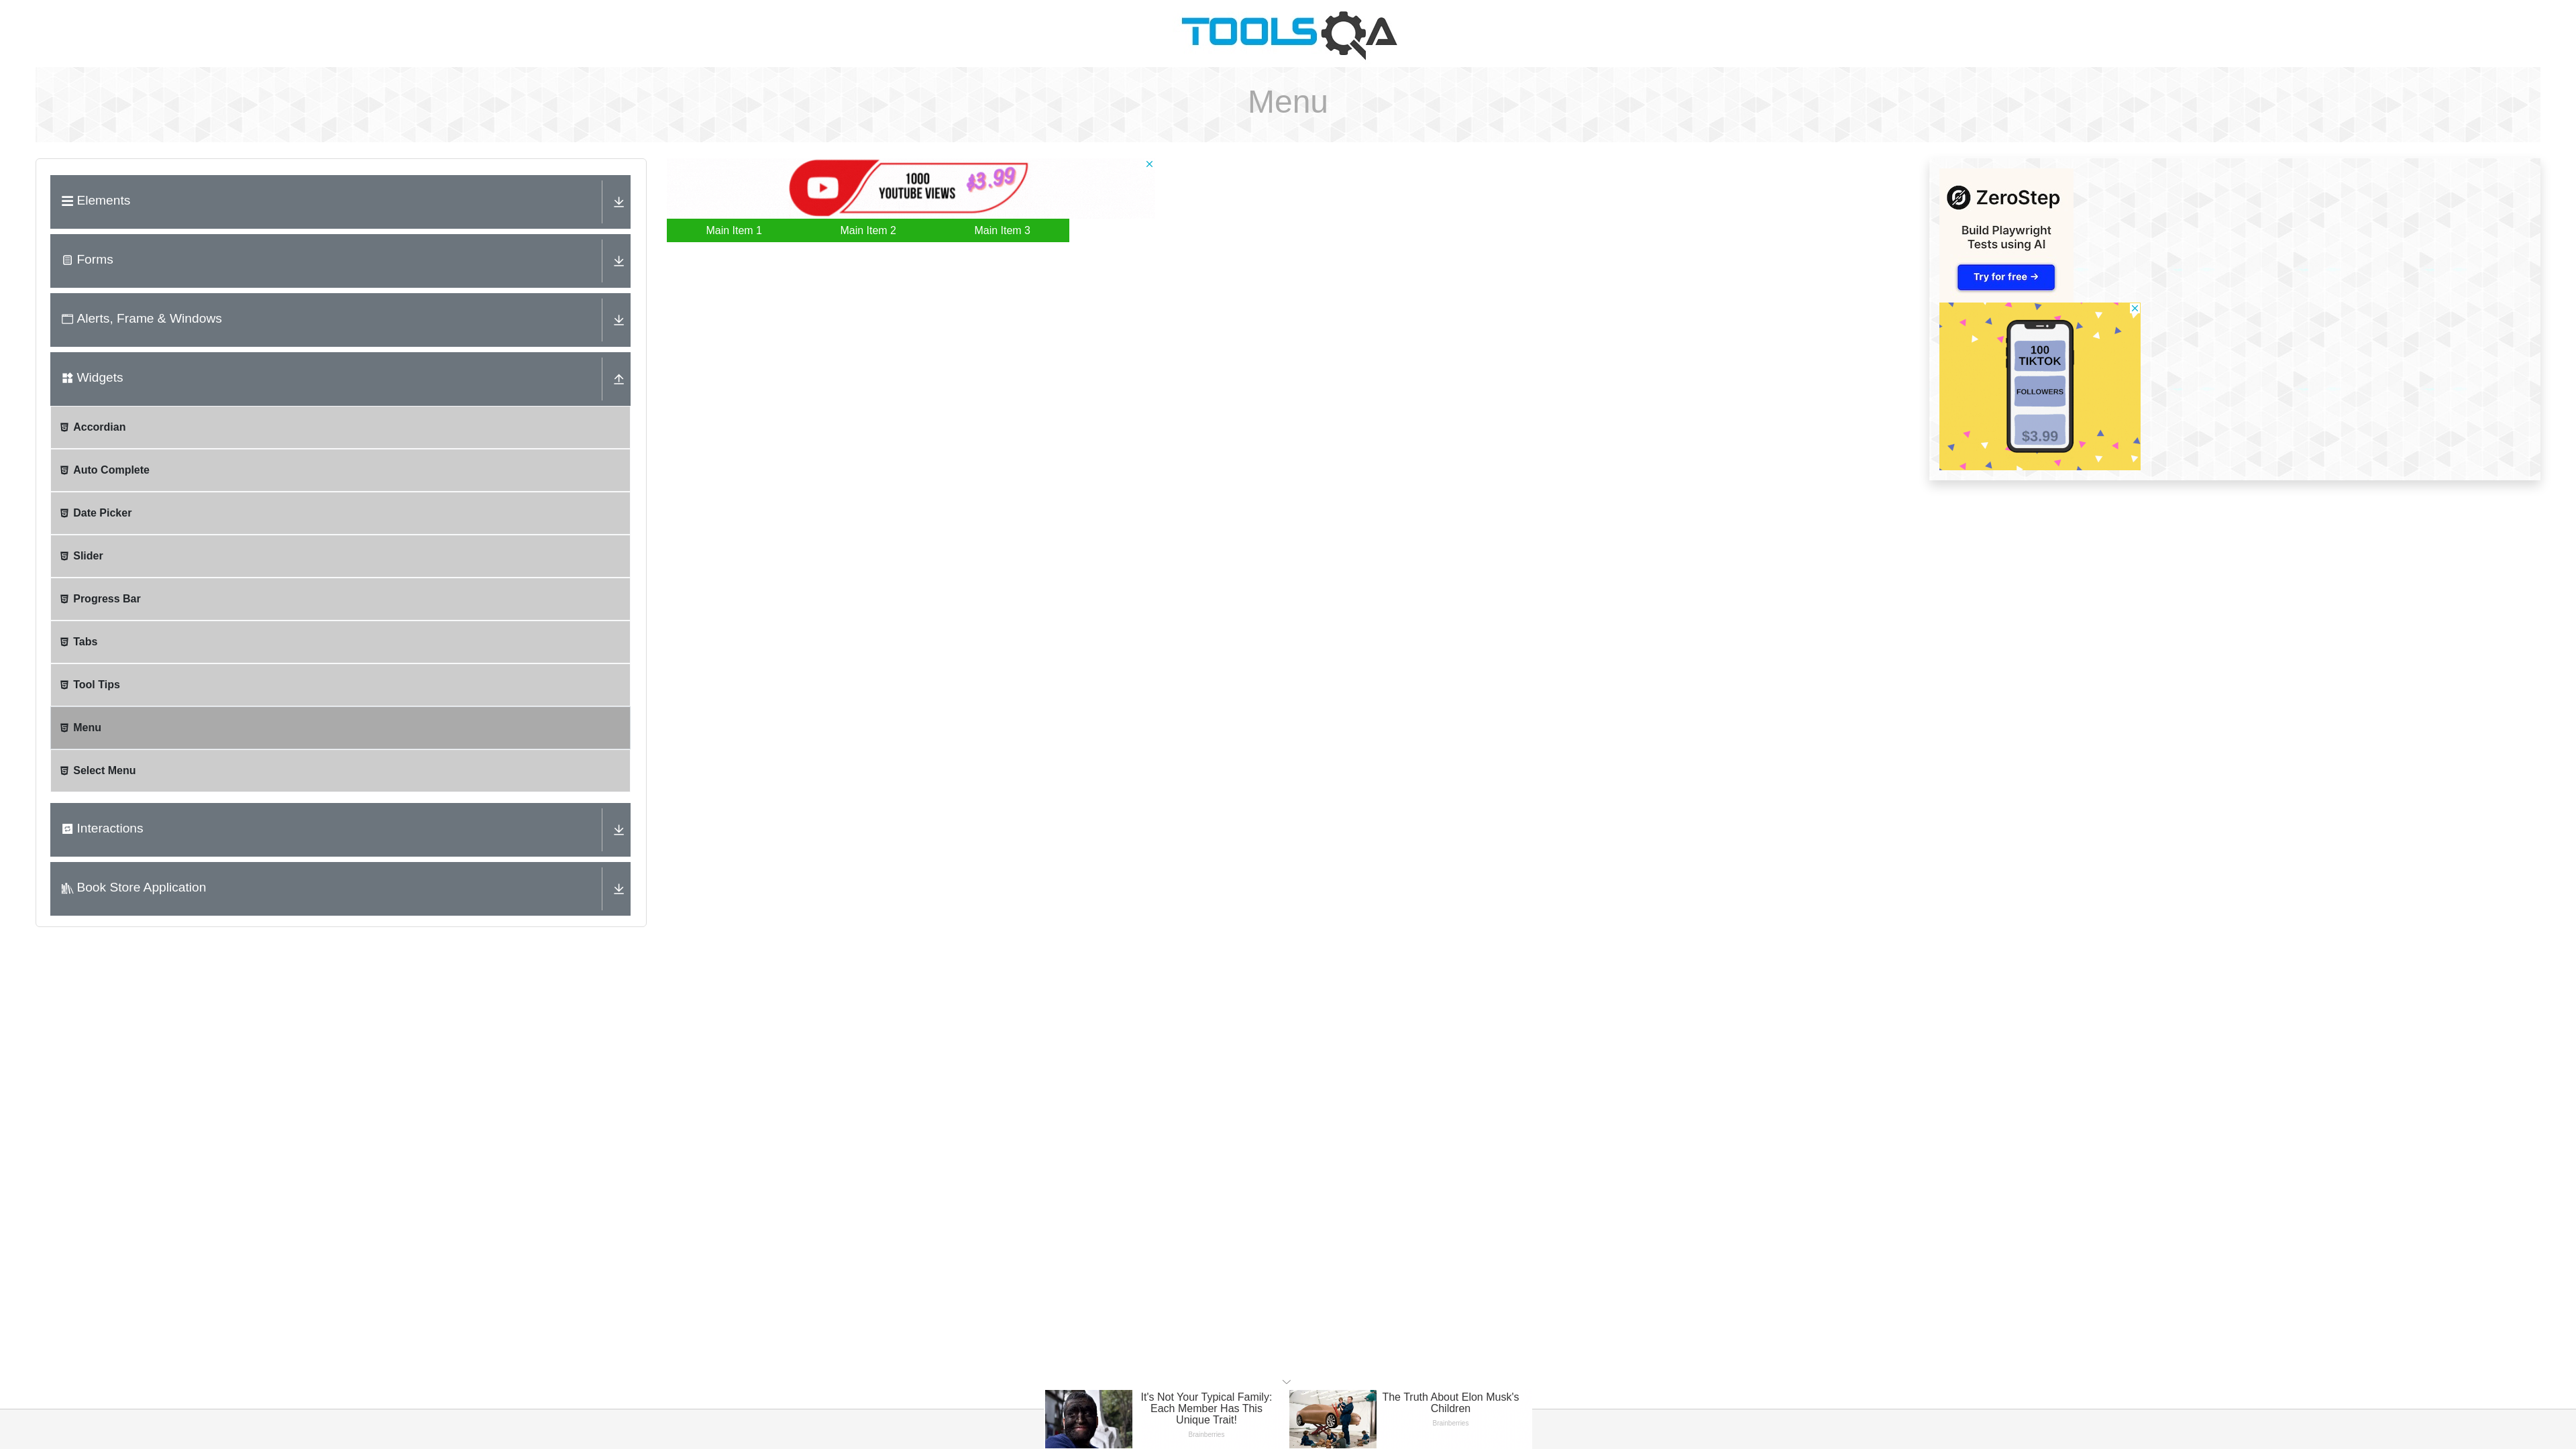 TOOLSQA
Menu
Elements
Forms
Alerts, Frame & Windows
Widgets
Accordian
Auto Complete
Date Picker
Slider
Progress Bar
Tabs
Tool Tips
Menu
Select Menu
Interactions
Book Store Application
1000
YOUTUBE VIEWS
$3.99
Main Item 1
Main Item 2
Main Item 3
ZeroStep
Build Playwright
Tests using AI
Try for free →
100
TIKTOK
FOLLOWERS
$3.99
It's Not Your Typical Family:
Each Member Has This
Unique Trait!
Brainberries
The Truth About Elon Musk's
Children
Brainberries